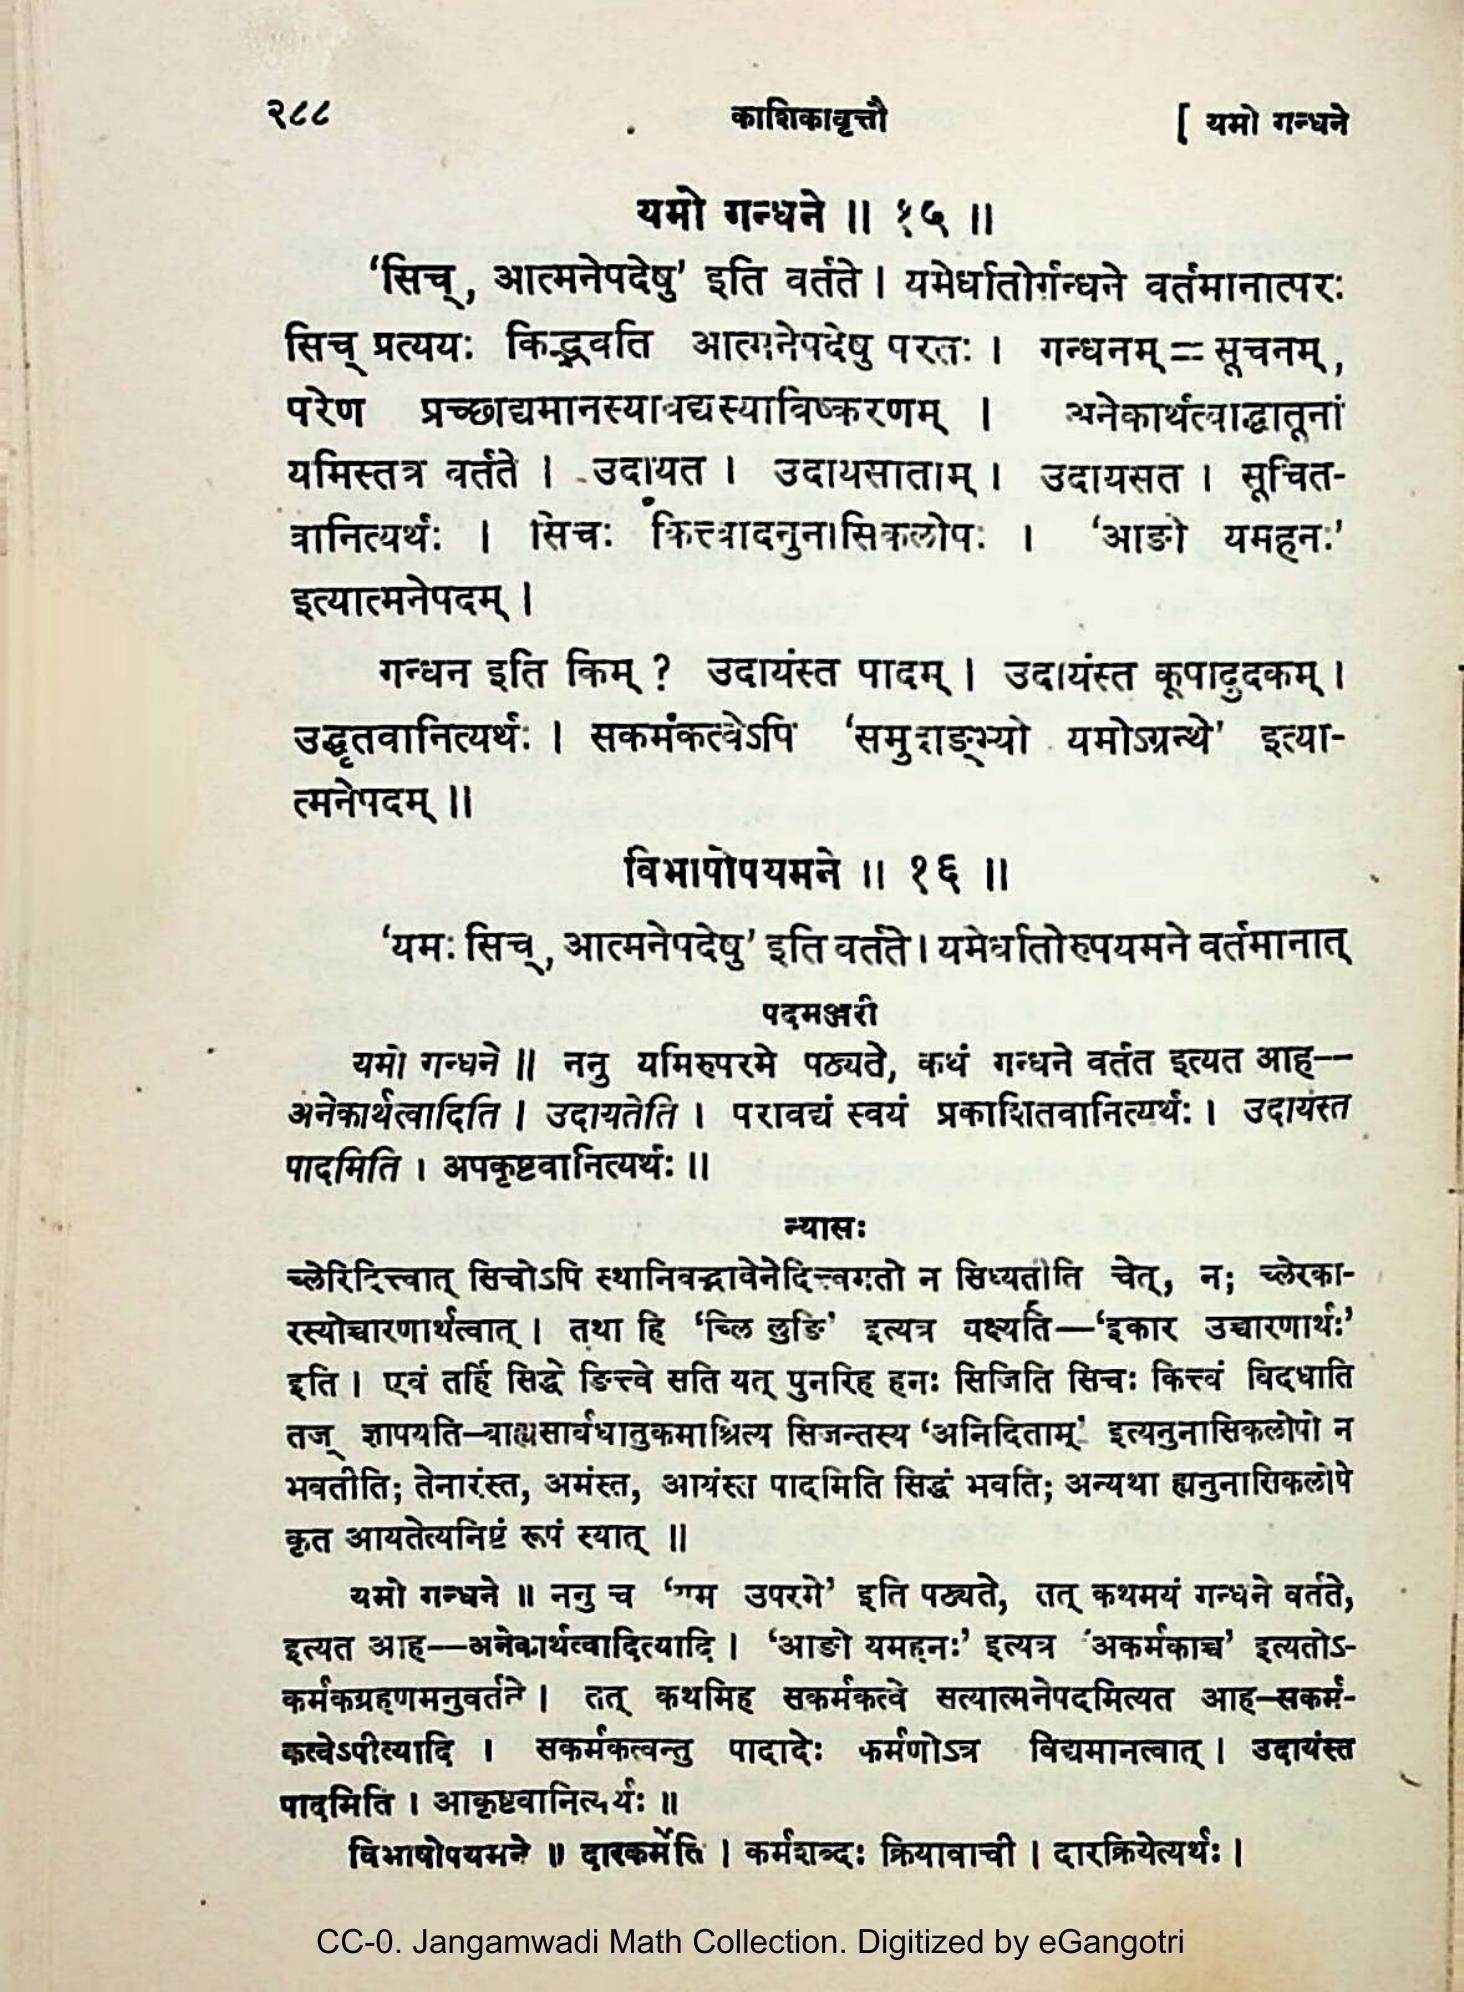 २८८ काशिकावृत्तौ [ यमो गन्धने
यमो गन्धने ॥ १५ ॥
‘सिच्, आत्मनेपदेषु’ इति वर्तते । यमेर्धातोर्गन्धने वर्तमानात्परः
सिच् प्रत्ययः किद्भवति आत्मनेपदेषु परतः । गन्धनम् = सूचनम्,
परेण प्रच्छाद्यमानस्यावद्यस्याविष्करणम् । अनेकार्थत्वाद्धातूनां
यमिस्तत्र वर्तते । उदायत । उदायसाताम् । उदायसत । सूचित-
वानित्यर्थः । सिचः कित्त्वादनुनासिकलोपः । ‘आङो यमहनः’
इत्यात्मनेपदम् ।
गन्धन इति किम् ? उदायंस्त पादम् । उदायंस्त कूपादुदकम् ।
उद्धृतवानित्यर्थः । सकर्मकत्वेऽपि ‘समुदाङ्भ्यो यमोऽग्रन्थे’ इत्या-
त्मनेपदम् ॥
विभाषोपयमने ॥ १६ ॥
‘यमः सिच्, आत्मनेपदेषु’ इति वर्तते । यमेर्धातोरुपयमने वर्तमानात्
पदमञ्जरी
यमो गन्धने ॥ ननु यमिरुपरमे पठ्यते, कथं गन्धने वर्तत इत्यत आह—
अनेकार्थत्वादिति । उदायतेति । परावद्यं स्वयं प्रकाशितवानित्यर्थः । उदायंस्त
पादमिति । अपकृष्टवानित्यर्थः ॥
न्यासः
च्लेरिदित्त्वात् सिचोऽपि स्थानिवद्भावेनेदित्त्वमतो न सिध्यतीति चेत्, न; च्लेरका-
रस्योच्चारणार्थत्वात् । तथा हि ‘च्लि लुङि’ इत्यत्र वक्ष्यति—‘इकार उच्चारणार्थः’
इति । एवं तर्हि सिद्धे ङित्त्वे सति यत् पुनरिह हनः सिजिति सिचः कित्त्वं विदधाति
तज् ज्ञापयति—बाह्यसार्वधातुकमाश्रित्य सिजन्तस्य ‘अनिदिताम्’ इत्यनुनासिकलोपो न
भवतीति; तेनारंस्त, अमंस्त, आयंस्त पादमिति सिद्धं भवति; अन्यथा ह्यनुनासिकलोपे
कृत आयतेत्यनिष्टं रूपं स्यात् ॥
यमो गन्धने ॥ ननु च ‘यम उपरमे’ इति पठ्यते, तत् कथमयं गन्धने वर्तते,
इत्यत आह—अनेकार्थत्वादित्यादि । ‘आङो यमहनः’ इत्यत्र ‘अकर्मकाच्च’ इत्यतोऽ-
कर्मकग्रहणमनुवर्तते । तत् कथमिह सकर्मकत्वे सत्यात्मनेपदमित्यत आह—सकर्म-
कत्वेऽपीत्यादि । सकर्मकत्वन्तु पादादेः कर्मणोऽत्र विद्यमानत्वात् । उदायंस्त
पादमिति । आकृष्टवानित्यर्थः ॥
विभाषोपयमने ॥ दारकर्मेति । कर्मशब्दः क्रियावाची । दारक्रियेत्यर्थः ।
CC-0. Jangamwadi Math Collection. Digitized by eGangotri